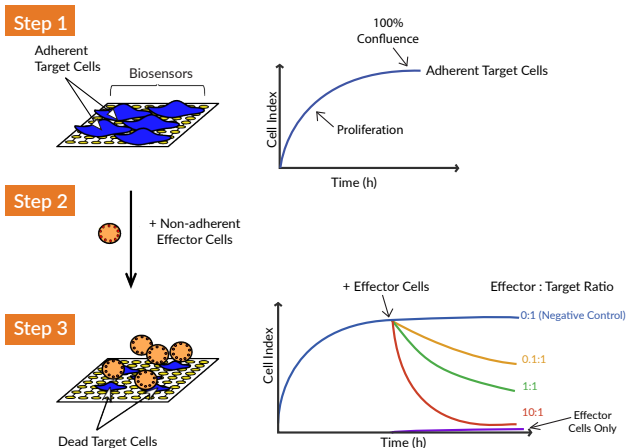 Step 1
Adherent
Target Cells
Biosensors
100%
Confluence
Adherent Target Cells
Proliferation
Cell Index
Time (h)
Step 2
+ Non-adherent
Effector Cells
Step 3
Dead Target Cells
+ Effector Cells
Effector : Target Ratio
0:1 (Negative Control)
0.1:1
1:1
10:1
Effector
Cells Only
Cell Index
Time (h)